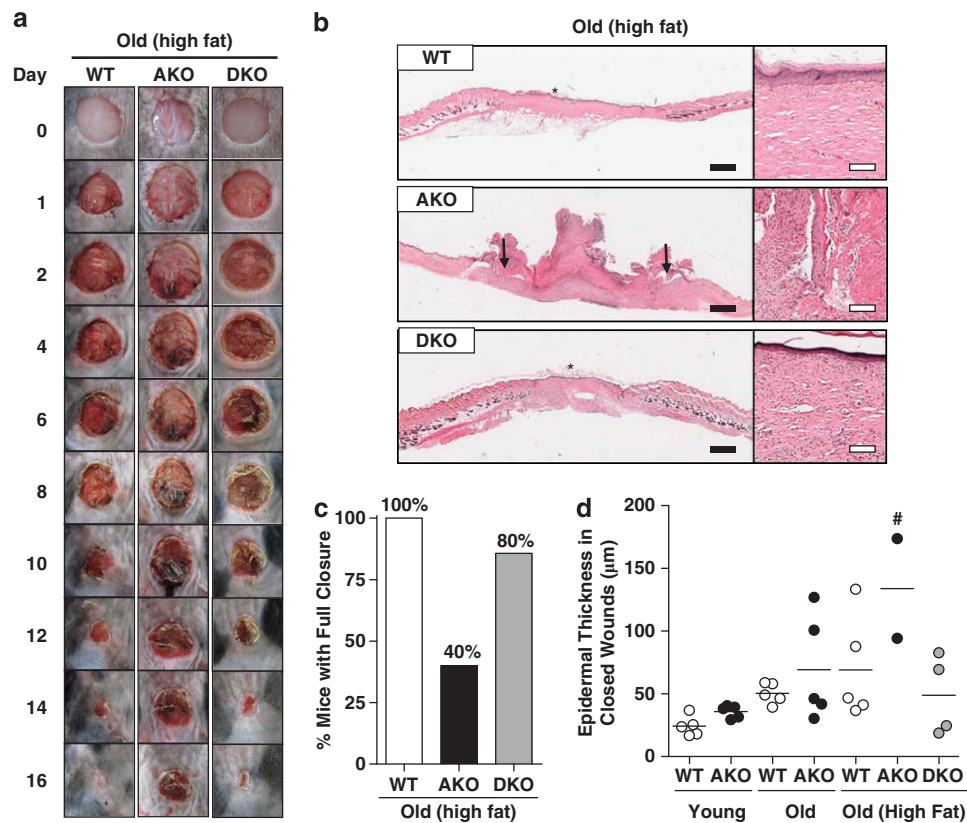 a
Old (high fat)
Day WT AKO DKO
0
1
2
4
6
8
10
12
14
16
b
Old (high fat)
WT
*
AKO
DKO
*
c
% Mice with Full Closure
100
75
50
25
0
100%
40%
80%
WT AKO DKO
Old (high fat)
d
Epidermal Thickness in
Closed Wounds (μm)
200
150
100
50
0
#
WT AKO WT AKO WT AKO DKO
Young Old Old (High Fat)